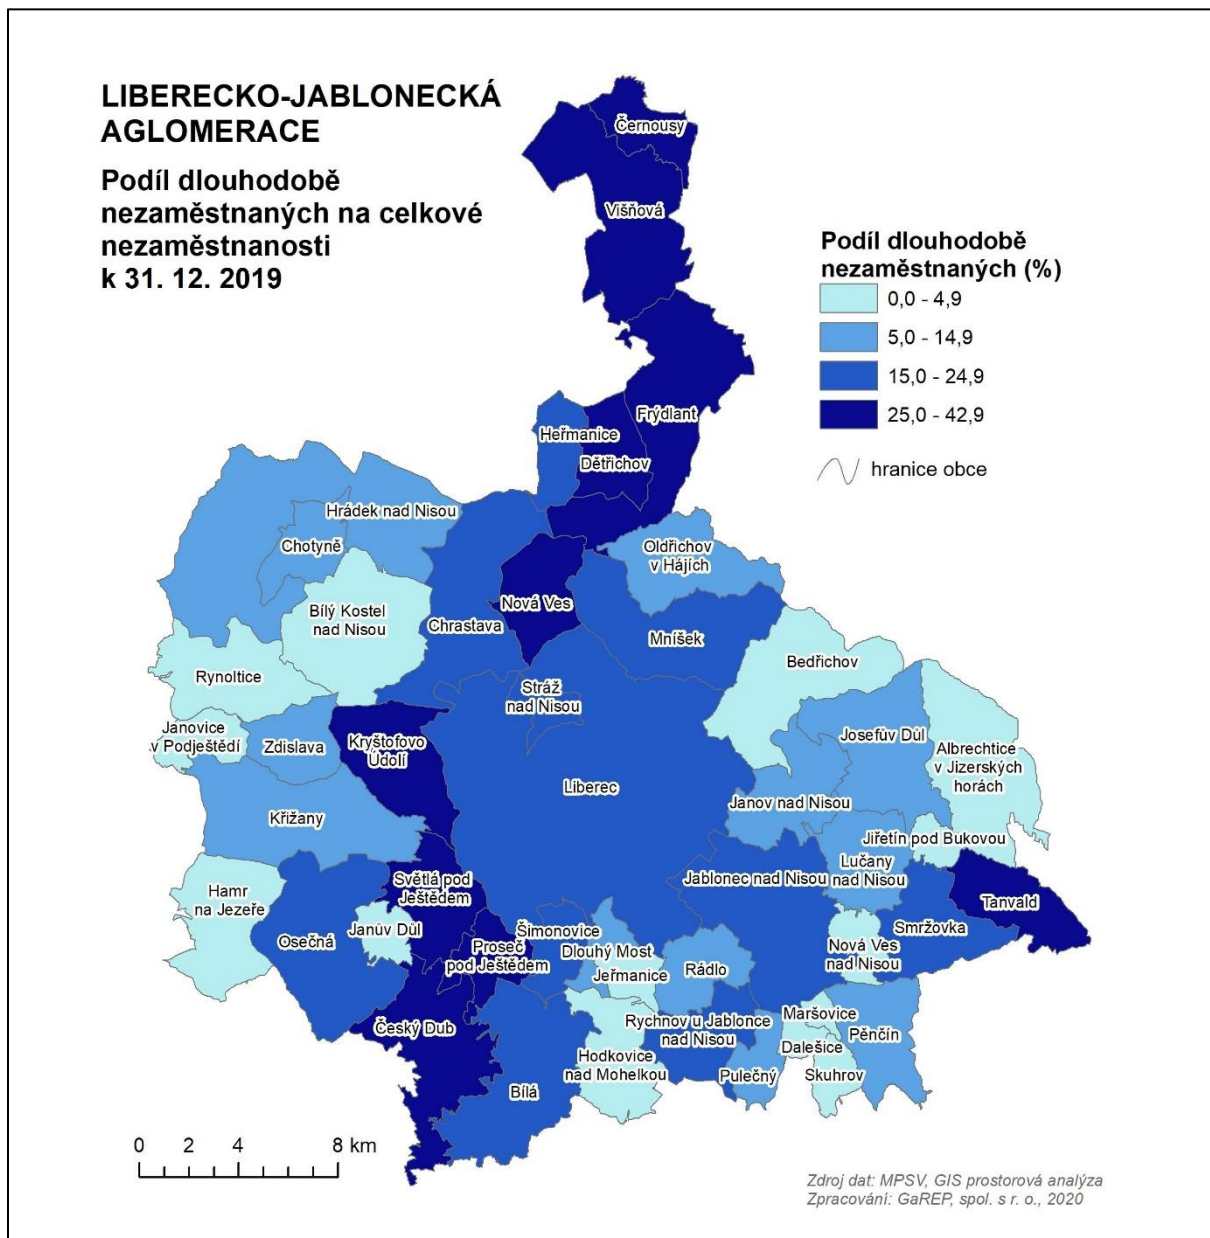 LIBERECKO-JABLONECKÁ
AGLOMERACE
Podíl dlouhodobě
nezaměstnaných na celkové
nezaměstnanosti
k 31. 12. 2019
Podíl dlouhodobě
nezaměstnaných (%)
0,0 - 4,9
5,0 - 14,9
15,0 - 24,9
25,0 - 42,9
hranice obce
Černousy
Višňová
Frýdlant
Heřmanice
Dětřichov
Hrádek nad Nisou
Chotyně
Oldřichov
v Hájích
Bílý Kostel
nad Nisou
Nová Ves
Chrastava
Mníšek
Rynoltice
Bedřichov
Stráž
nad Nisou
Janovice
v Podještědí
Zdislava
Kryštofovo
Údolí
Josefův Důl
Albrechtice
v Jizerských
horách
Liberec
Janov nad Nisou
Křižany
Jiřetín pod Bukovou
Lučany
nad Nisou
Světlá pod
Ještědem
Jablonec nad Nisou
Tanvald
Hamr
na Jezeře
Osečná
Janův Důl
Šimonovice
Smržovka
Proseč
pod Ještědem
Dlouhý Most
Jeřmanice
Rádlo
Nová Ves
nad Nisou
Český Dub
Rychnov u Jablonce
nad Nisou
Maršovice
Pěnčín
Dalešice
Hodkovice
nad Mohelkou
Pulečný
Skuhrov
Bílá
0 2 4 8 km
Zdroj dat: MPSV, GIS prostorová analýza
Zpracování: GaREP, spol. s r. o., 2020